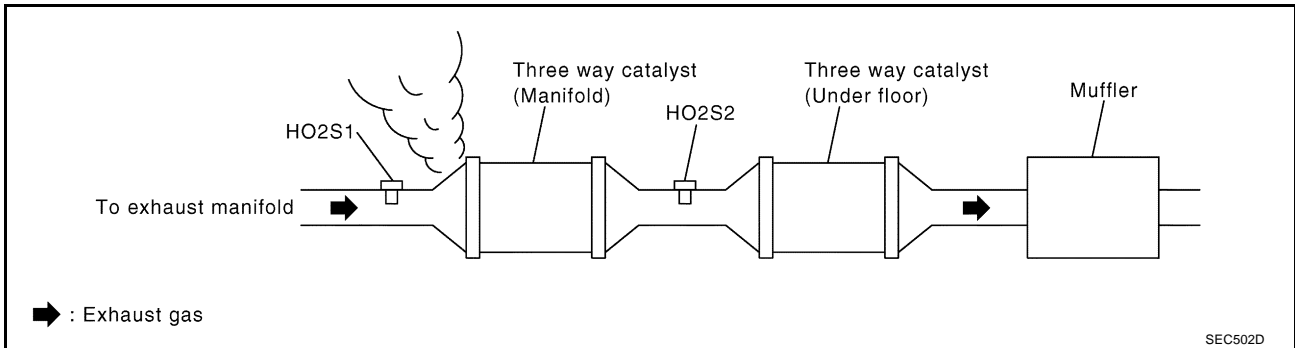 Three way catalyst
(Manifold)
Three way catalyst
(Under floor)
Muffler
HO2S1
HO2S2
To exhaust manifold
: Exhaust gas
SEC502D